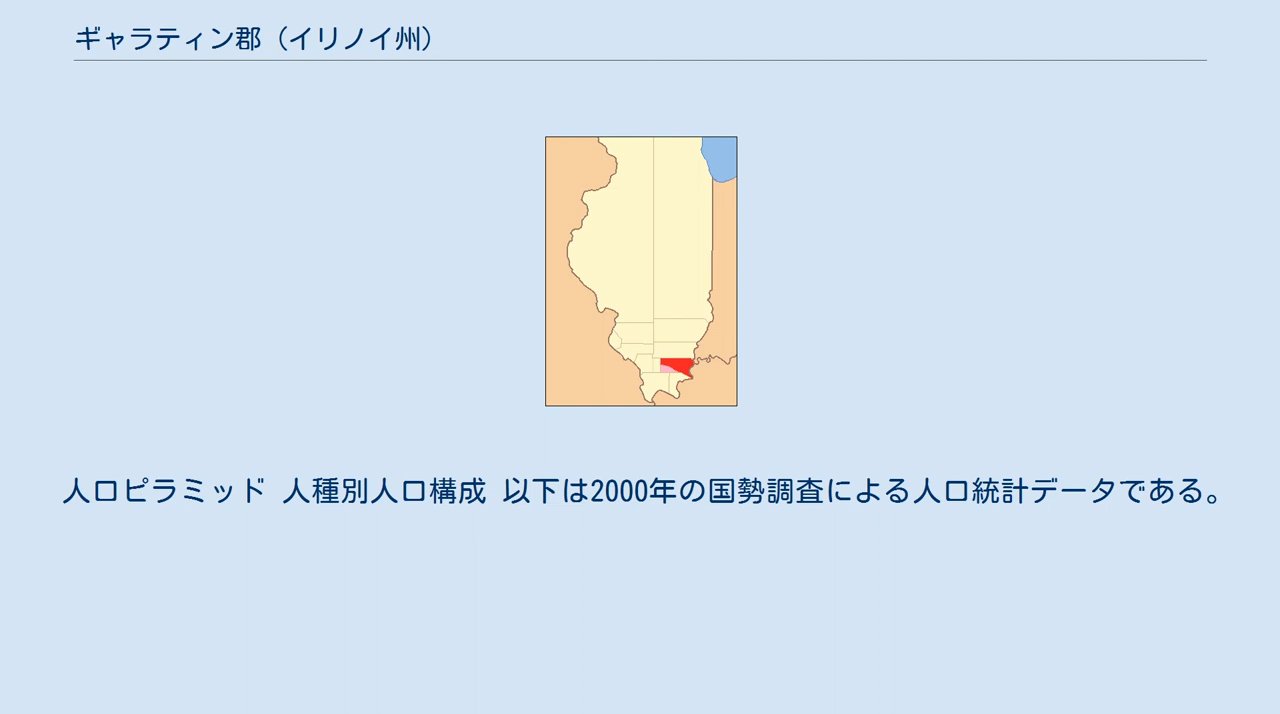 ギャラティン郡（イリノイ州）
人口ピラミッド 人種別人口構成 以下は2000年の国勢調査による人口統計データである。